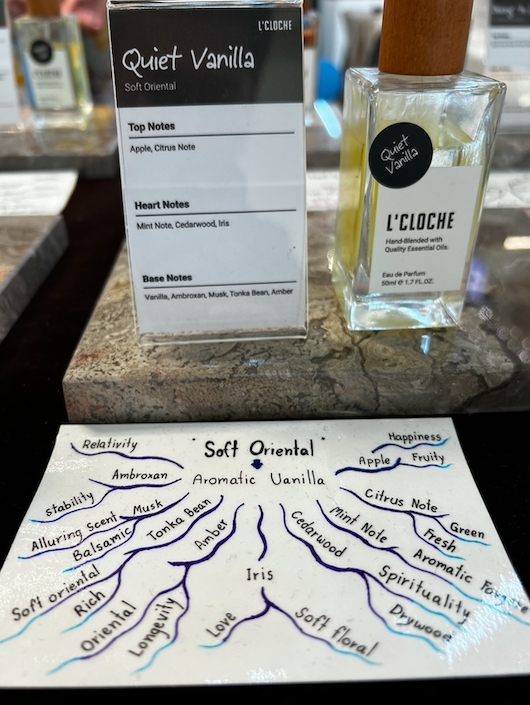 L'CLOCHE
Quiet Vanilla
Soft Oriental
Top Notes
Apple, Citrus Note
Heart Notes
Mint Note, Cedarwood, Iris
Base Notes
Vanilla, Ambroxan, Musk, Tonka Bean, Amber
Quiet
Vanilla
L'CLOCHE
Hand-Blended with
Quality Essential Oils.
Eau de Parfum
50ml e 1.7 FL.OZ.
Soft Oriental
Aromatic Vanilla
Relativity
Ambroxan
stability
Musk
Alluring Scent
Balsamic
Tonka Bean
Soft oriental
Rich
Amber
Oriental
Longevity
Iris
Love
Soft floral
Cedarwood
Spirituality
Drywood
Mint Note
Aromatic
Citrus Note
Green
Fresh
Apple
Happiness
Fruity